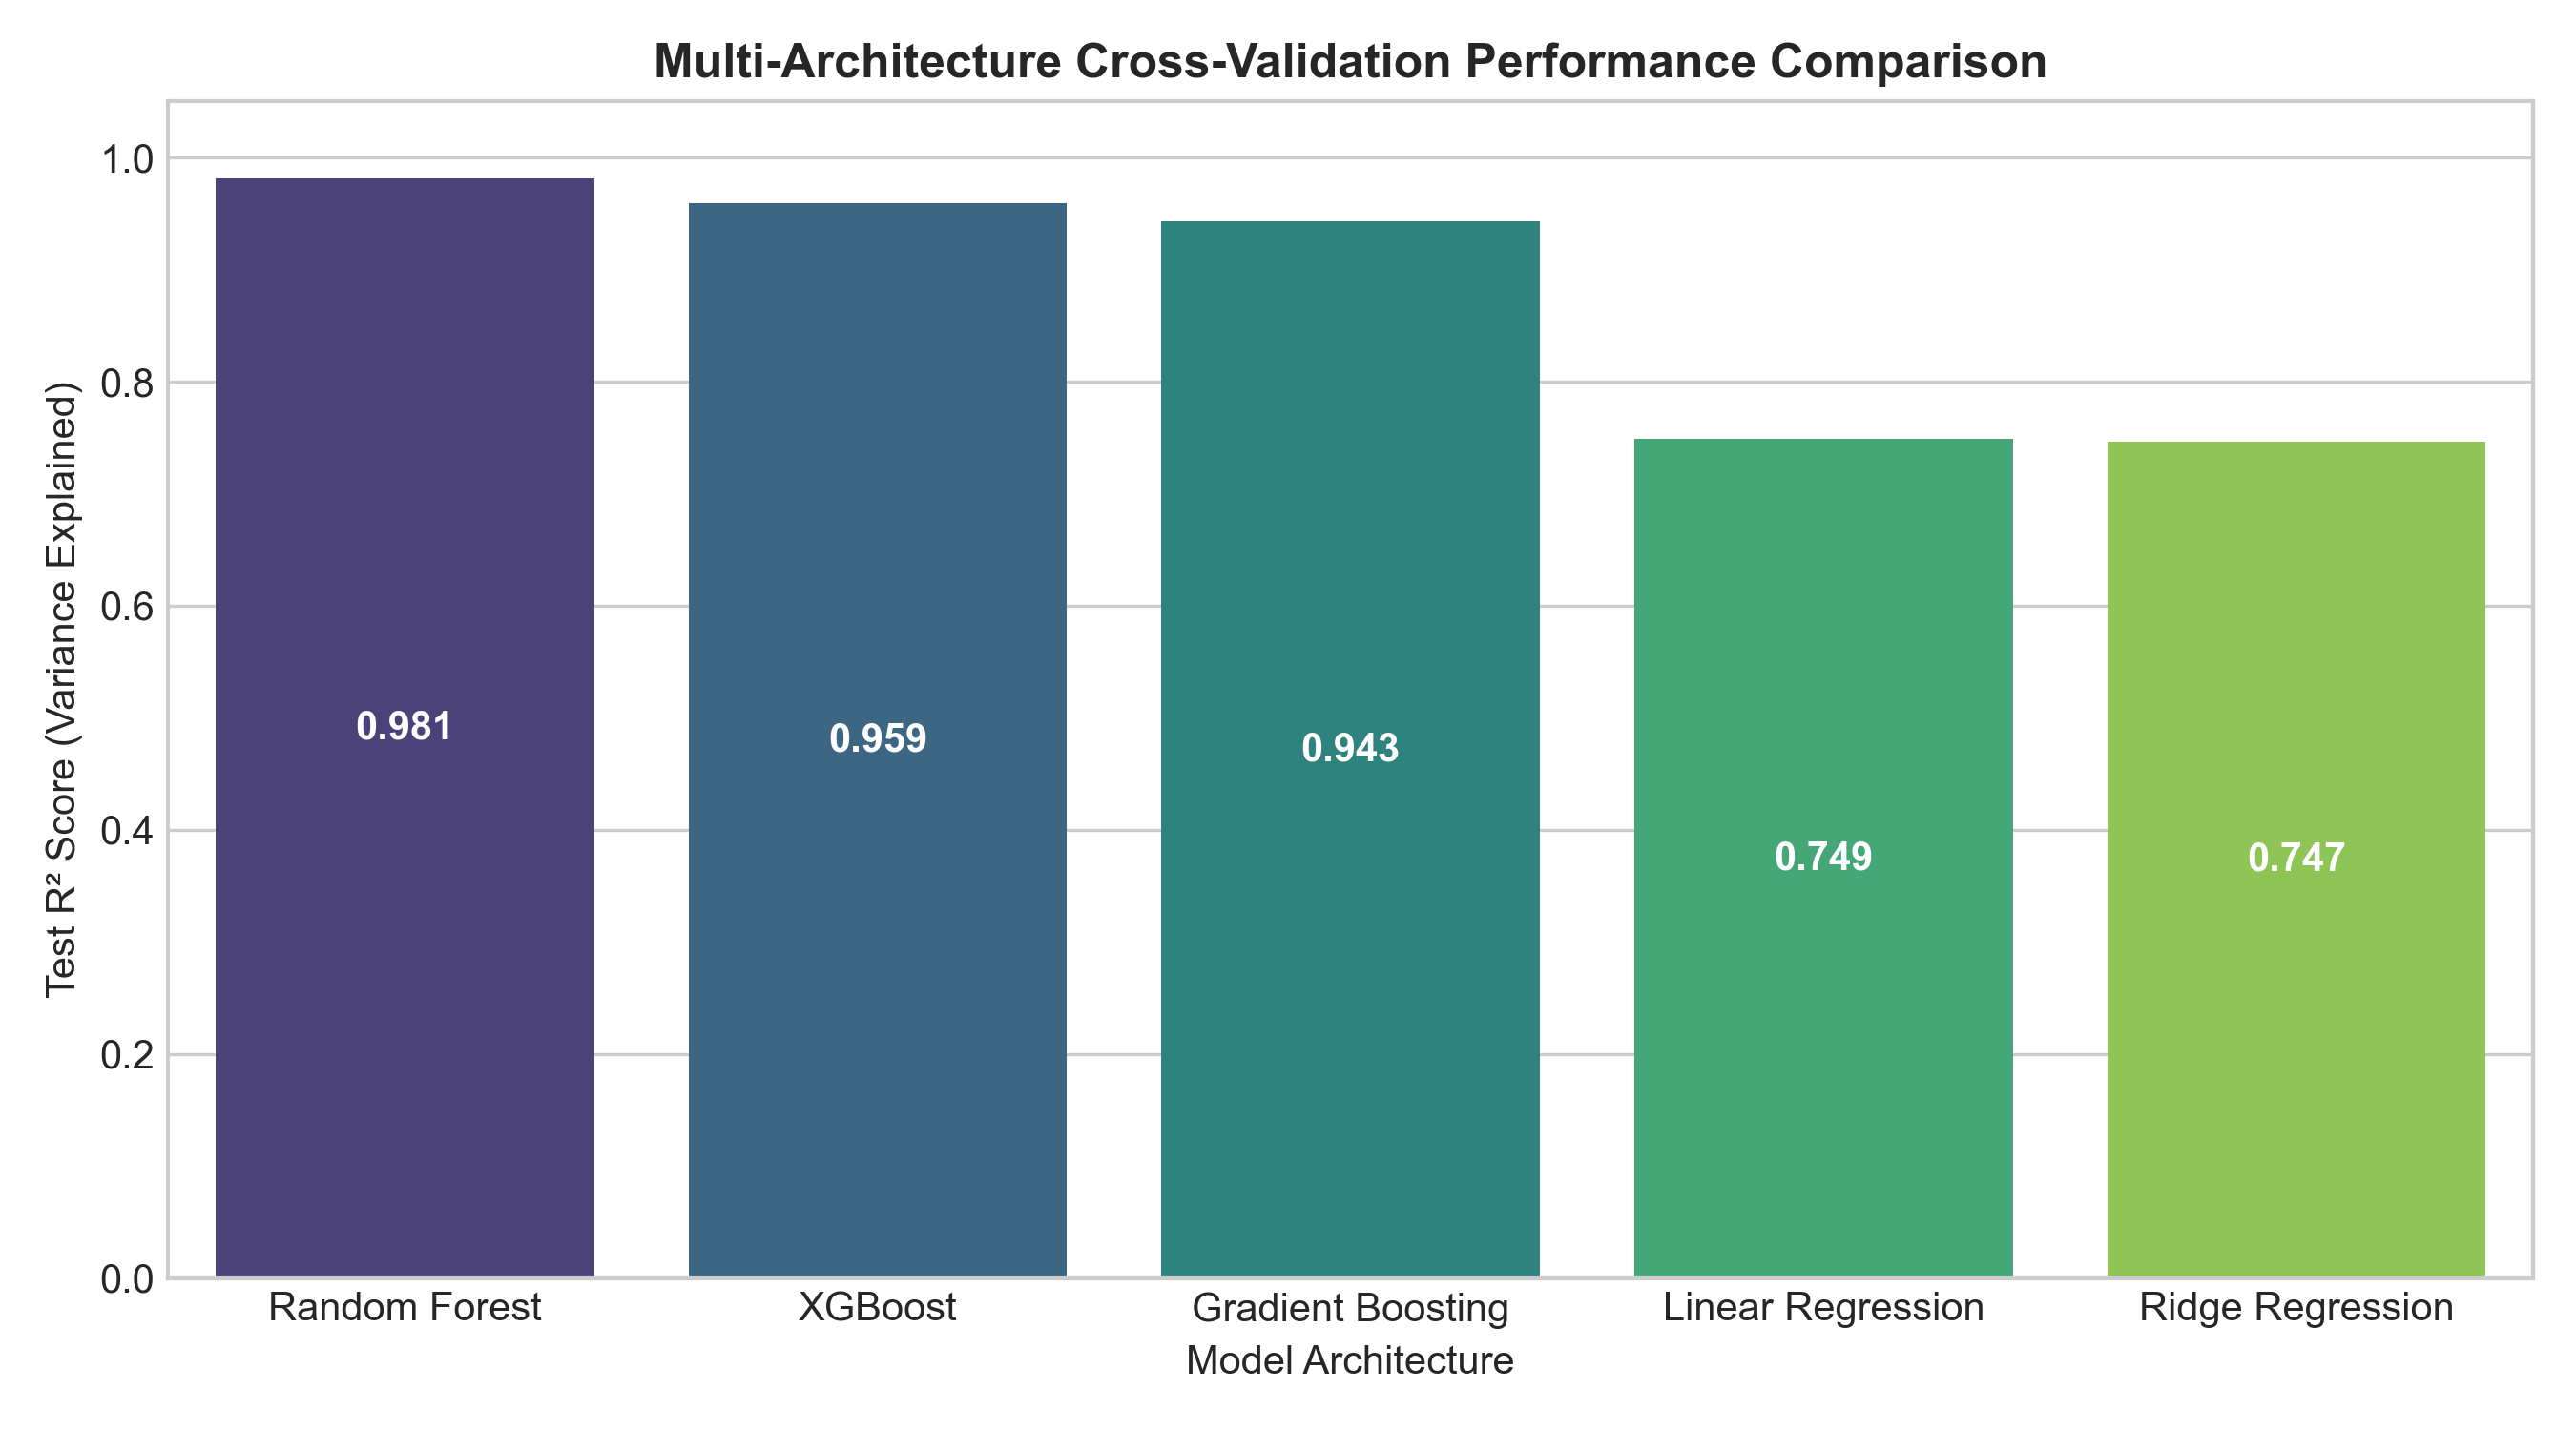 Multi-Architecture Cross-Validation Performance Comparison
Test R² Score (Variance Explained)
1.0
0.8
0.6
0.4
0.2
0.0
0.981
0.959
0.943
0.749
0.747
Random Forest
XGBoost
Gradient Boosting
Linear Regression
Ridge Regression
Model Architecture